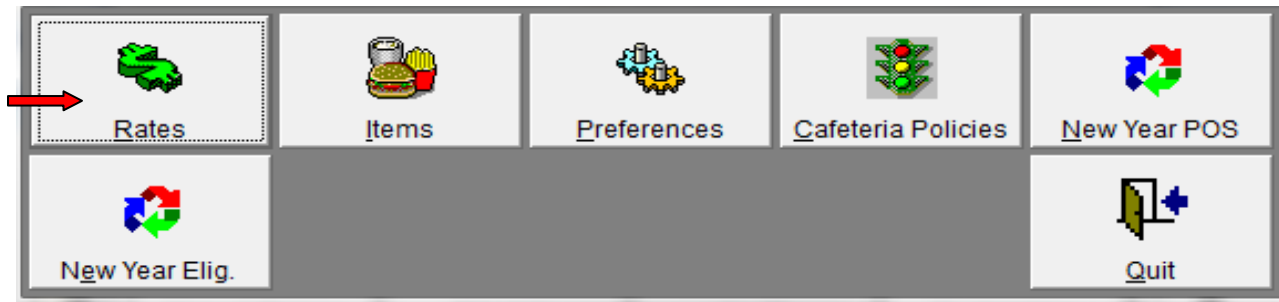 Rates
Items
Preferences
Cafeteria Policies
New Year POS
New Year Elig.
Quit